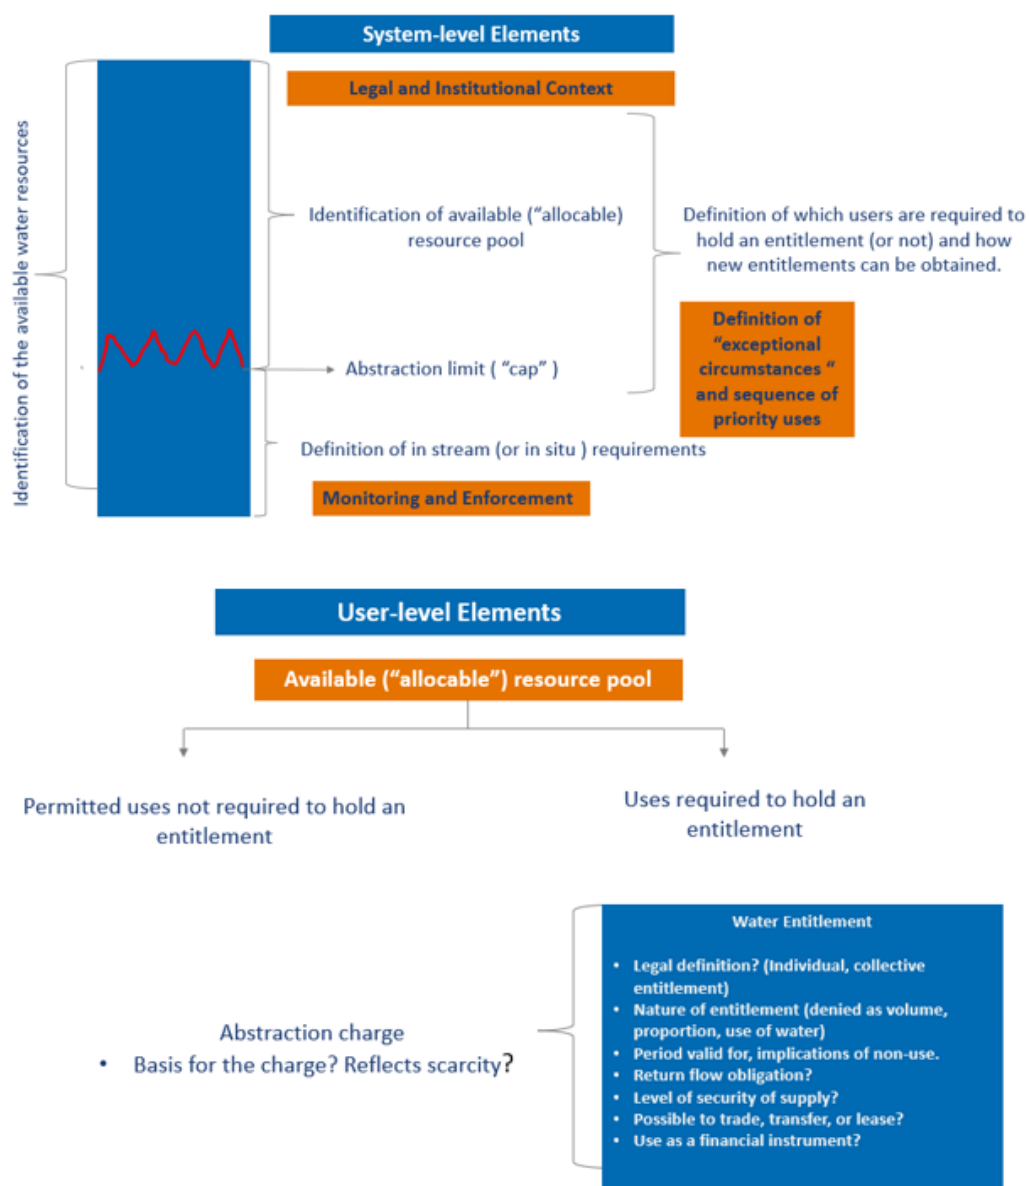 System-level Elements
Legal and Institutional Context
Identification of the available water resources
Identification of available (“allocable)
resource pool
Definition of which users are required to
hold an entitlement (or not) and how
new entitlements can be obtained.
Definition of
“exceptional
circumstances “
and sequence of
priority uses
Abstraction limit ( “cap” )
Definition of in stream (or in situ ) requirements
Monitoring and Enforcement
User-level Elements
Available (“allocable”) resource pool
Permitted uses not required to hold an
entitlement
Uses required to hold an
entitlement
Abstraction charge
• Basis for the charge? Reflects scarcity?
Water Entitlement
• Legal definition? (Individual, collective
entitlement)
• Nature of entitlement (denied as volume,
proportion, use of water)
• Period valid for, implications of non-use.
• Return flow obligation?
• Level of security of supply?
• Possible to trade, transfer, or lease?
• Use as a financial instrument?